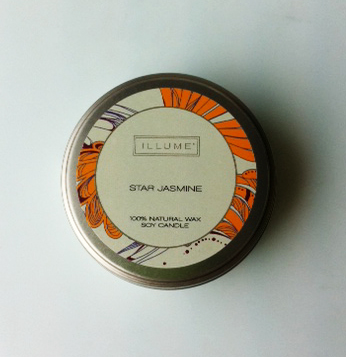 ILLUME®
STAR JASMINE
100% NATURAL WAX
SOY CANDLE